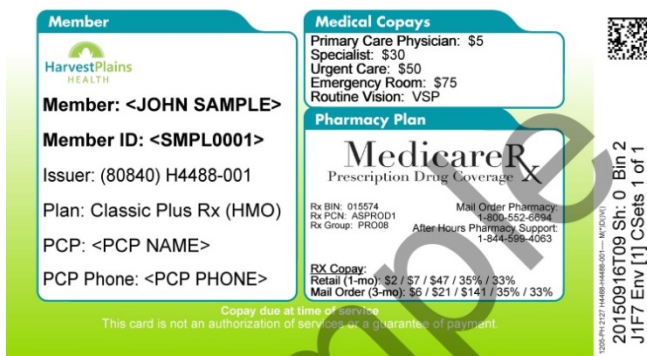 Member
HarvestPlains
HEALTH
Member: <JOHN SAMPLE>
Member ID: <SMPL0001>
Issuer: (80840) H4488-001
Plan: Classic Plus Rx (HMO)
PCP: <PCP NAME>
PCP Phone: <PCP PHONE>
Medical Copays
Primary Care Physician: $5
Specialist: $30
Urgent Care: $50
Emergency Room: $75
Routine Vision: VSP
Pharmacy Plan
MedicareRx
Prescription Drug Coverage
Rx BIN: 015574
Rx PCN: ASPROD1
Rx Group: PRO08
Mail Order Pharmacy:
1-800-552-6694
After Hours Pharmacy Support:
1-844-599-4063
RX Copay:
Retail (1-mo): $2 / $7 / $47 / 35% / 33%
Mail Order (3-mo): $6 / $21 / $141 / 35% / 33%
Copay due at time of service
This card is not an authorization of services or a guarantee of payment.
20150916T09 Sh: 0 Bin 2
J1F7 Env [1] CSets 1 of 1